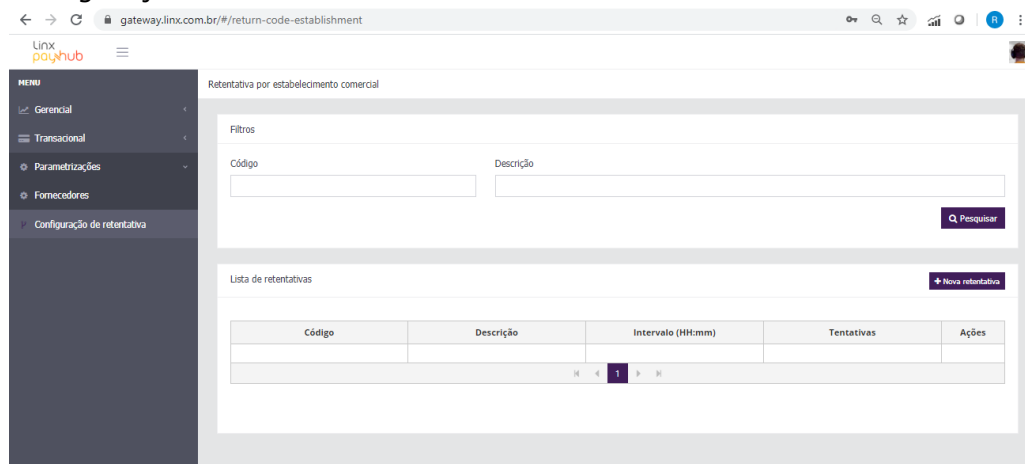 gateway.linx.com.br/#/return-code-establishment
R
Linx
payhub
MENU
Retentativa por estabelecimento comercial
Gerencial
Transacional
Parametrizações
Fornecedores
Configuração de retentativa
Filtros
Código
Descrição
Pesquisar
Lista de retentativas
+ Nova retentativa
Código Descrição Intervalo (HH:mm) Tentativas Ações
1